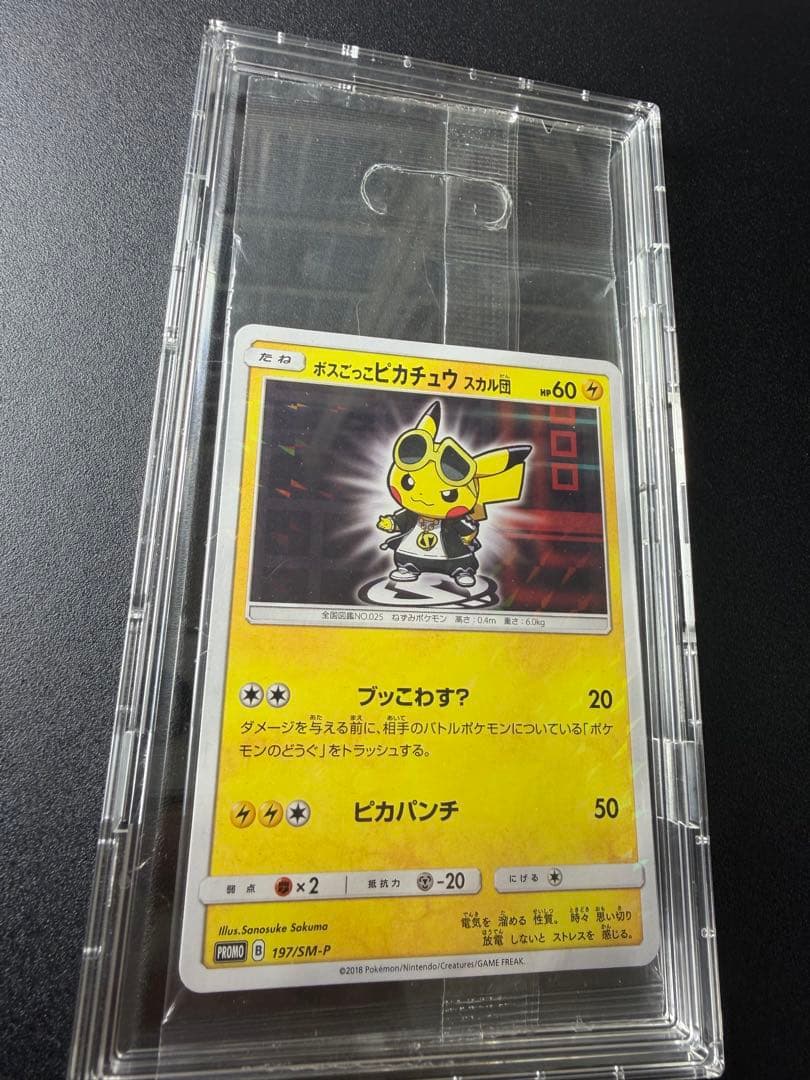 たね ボスごっこピカチュウ スカル団 HP60
全国図鑑NO.025 ねずみポケモン 高さ:0.4m 重さ:6.0kg
ブッこわす? 20
ダメージを与える前に、相手のバトルポケモンについている「ポケ
モンのどうぐ」をトラッシュする。
ピカパンチ 50
弱点 ×2 抵抗力 -20 にげる
Illus.Sanosuke Sakuma
電気を 溜める 性質。 時々 思い切り
放電 しないと ストレスを 感じる。
PROMO B 197/SM-P
©2018 Pokémon/Nintendo/Creatures/GAME FREAK.